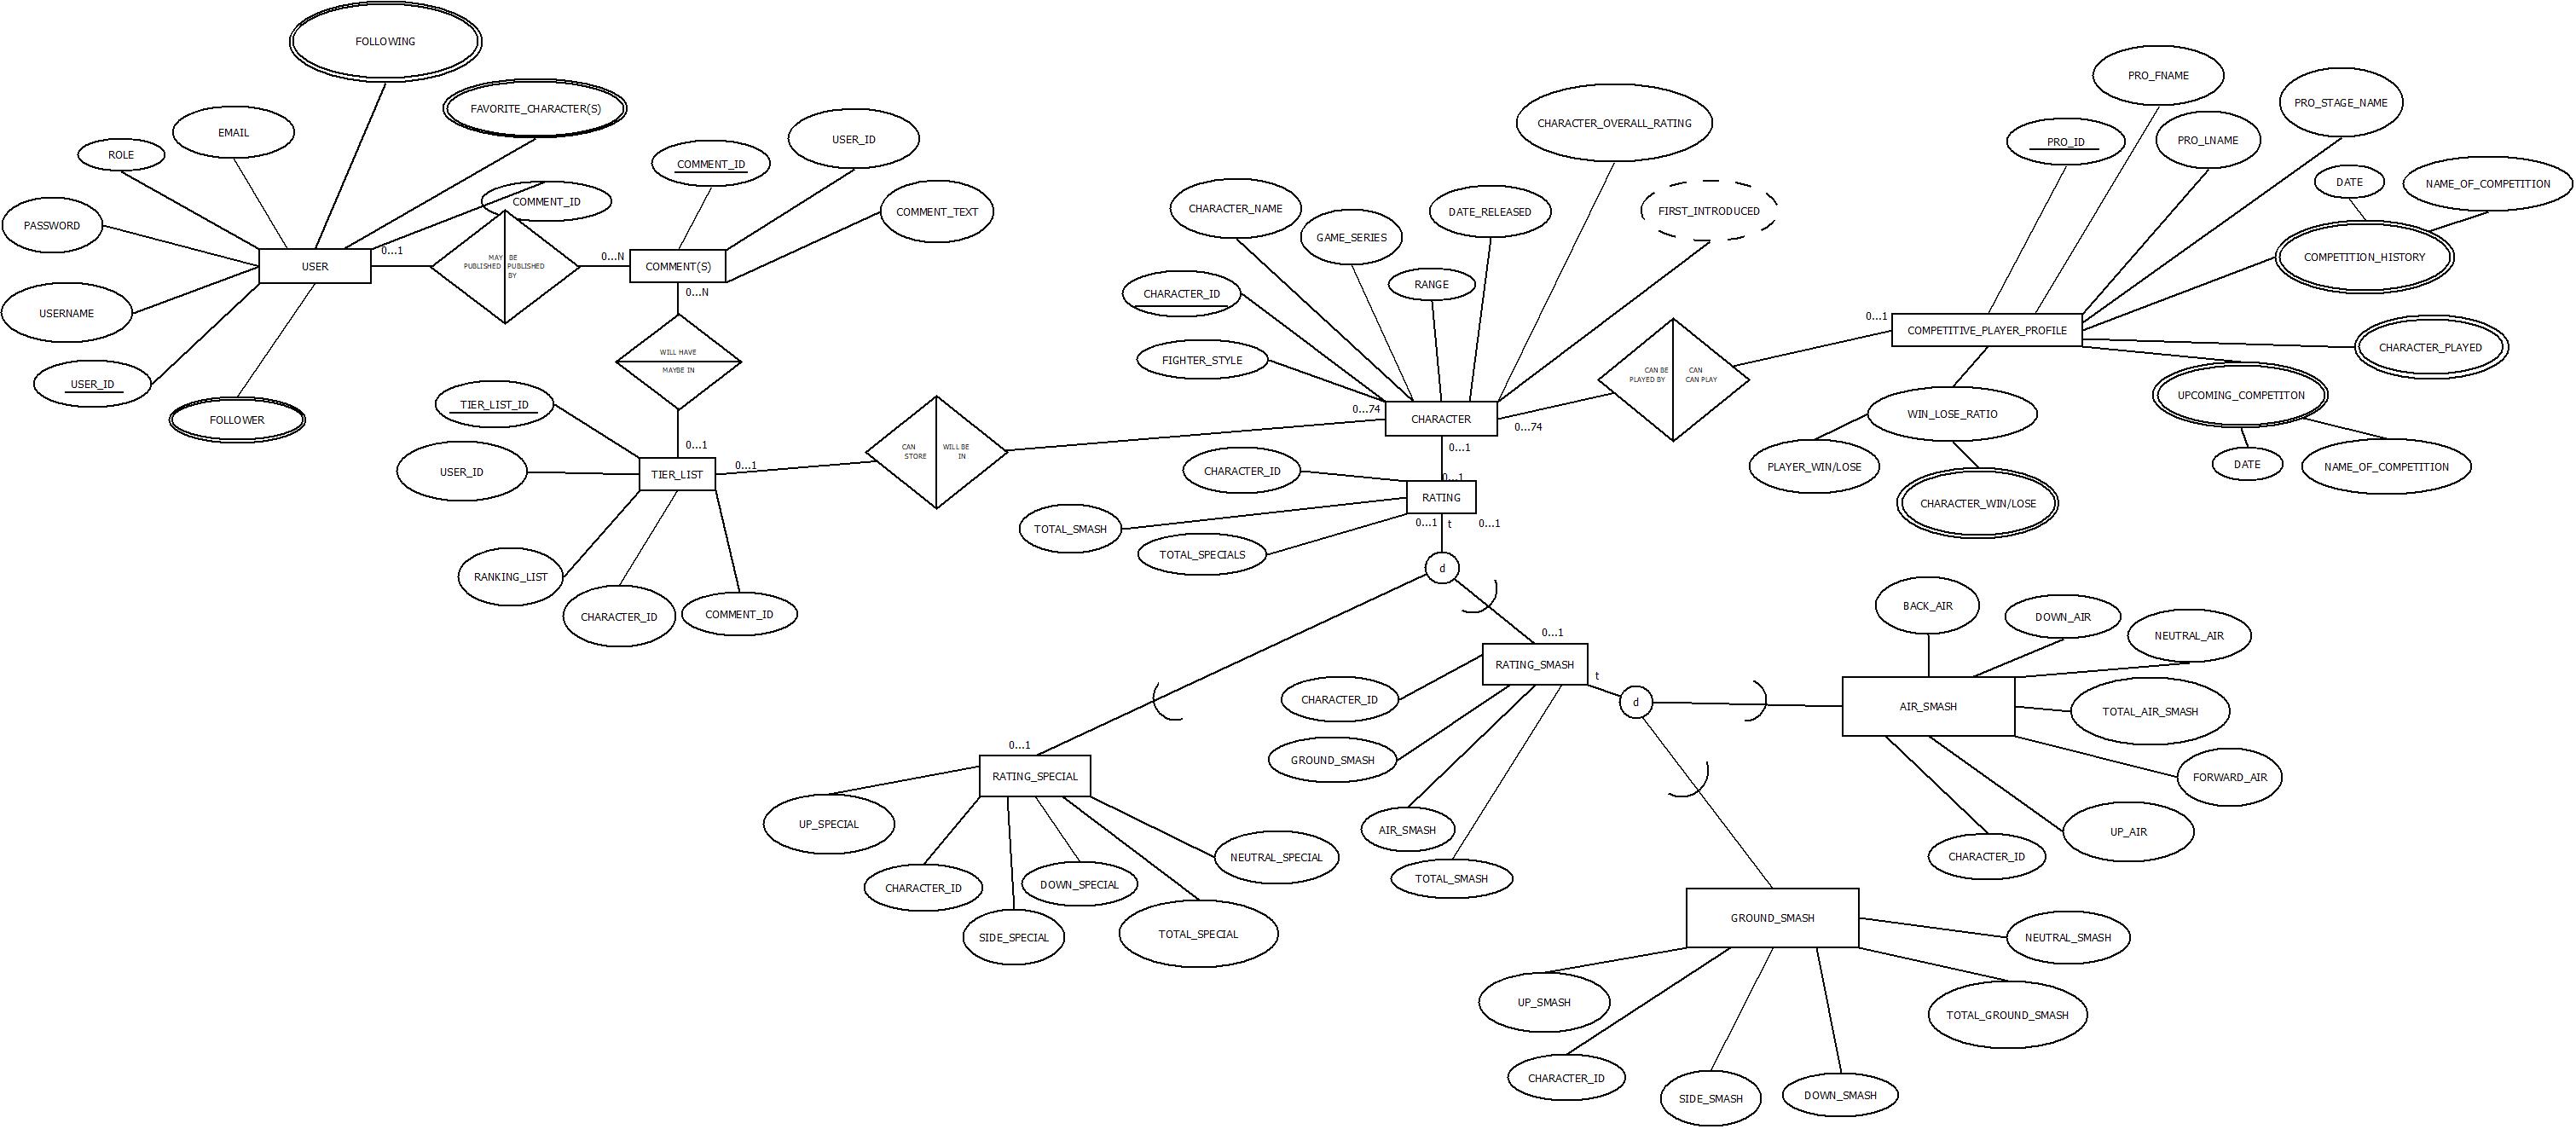 FOLLOWING
FAVORITE_CHARACTER(S)
EMAIL
ROLE
PASSWORD
USERNAME
USER_ID
FOLLOWER
USER
COMMENT_ID
0...1
MAY BE
PUBLISHED PUBLISHED
BY
0...N
COMMENT_ID
USER_ID
COMMENT_TEXT
COMMENT(S)
0...N
WILL HAVE
MAYBE IN
0...1
TIER_LIST_ID
USER_ID
TIER_LIST
RANKING_LIST
CHARACTER_ID
COMMENT_ID
0...1
CAN WILL BE
STORE IN
0...74
CHARACTER_OVERALL_RATING
CHARACTER_NAME
GAME_SERIES
DATE_RELEASED
FIRST_INTRODUCED
RANGE
CHARACTER_ID
FIGHTER_STYLE
CHARACTER
0...74
CAN BE CAN
PLAYED BY CAN PLAY
0...1
PRO_FNAME
PRO_STAGE_NAME
PRO_ID
PRO_LNAME
DATE
NAME_OF_COMPETITION
COMPETITION_HISTORY
COMPETITIVE_PLAYER_PROFILE
CHARACTER_PLAYED
UPCOMING_COMPETITON
DATE
NAME_OF_COMPETITION
WIN_LOSE_RATIO
PLAYER_WIN/LOSE
CHARACTER_WIN/LOSE
0...1
0...1
CHARACTER_ID
RATING
TOTAL_SMASH
TOTAL_SPECIALS
0...1
t
0...1
d
0...1
RATING_SMASH
t
CHARACTER_ID
GROUND_SMASH
AIR_SMASH
TOTAL_SMASH
d
0...1
RATING_SPECIAL
UP_SPECIAL
CHARACTER_ID
SIDE_SPECIAL
DOWN_SPECIAL
TOTAL_SPECIAL
NEUTRAL_SPECIAL
BACK_AIR
DOWN_AIR
NEUTRAL_AIR
AIR_SMASH
TOTAL_AIR_SMASH
FORWARD_AIR
UP_AIR
CHARACTER_ID
GROUND_SMASH
NEUTRAL_SMASH
UP_SMASH
TOTAL_GROUND_SMASH
CHARACTER_ID
SIDE_SMASH
DOWN_SMASH